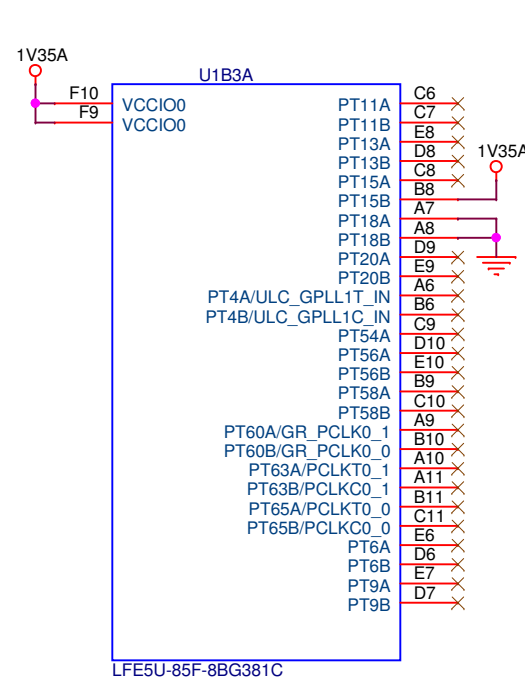 1V35A
U1B3A
F10 VCCIO0
F9 VCCIO0
PT11A C6
PT11B C7
PT13A E8
PT13B D8
PT15A C8
1V35A
PT15B B8
PT18A A7
PT18B A8
PT20A D9
PT20B E9
PT4A/ULC_GPLL1T_IN A6
PT4B/ULC_GPLL1C_IN B6
PT54A C9
PT56A D10
PT56B E10
PT58A B9
PT58B C10
PT60A/GR_PCLK0_1 A9
PT60B/GR_PCLK0_0 B10
PT63A/PCLKT0_1 A10
PT63B/PCLKC0_1 A11
PT65A/PCLKT0_0 B11
PT65B/PCLKC0_0 C11
PT6A E6
PT6B D6
PT9A E7
PT9B D7
LFE5U-85F-8BG381C